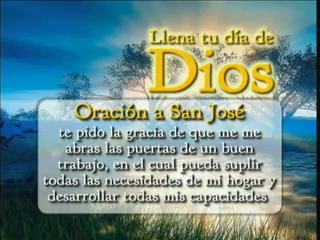 Llena tu día de
Dios
Oración a San José
te pido la gracia de que me me
abras las puertas de un buen
trabajo, en el cual pueda suplir
todas las necesidades de mi hogar y
desarrollar todas mis capacidades